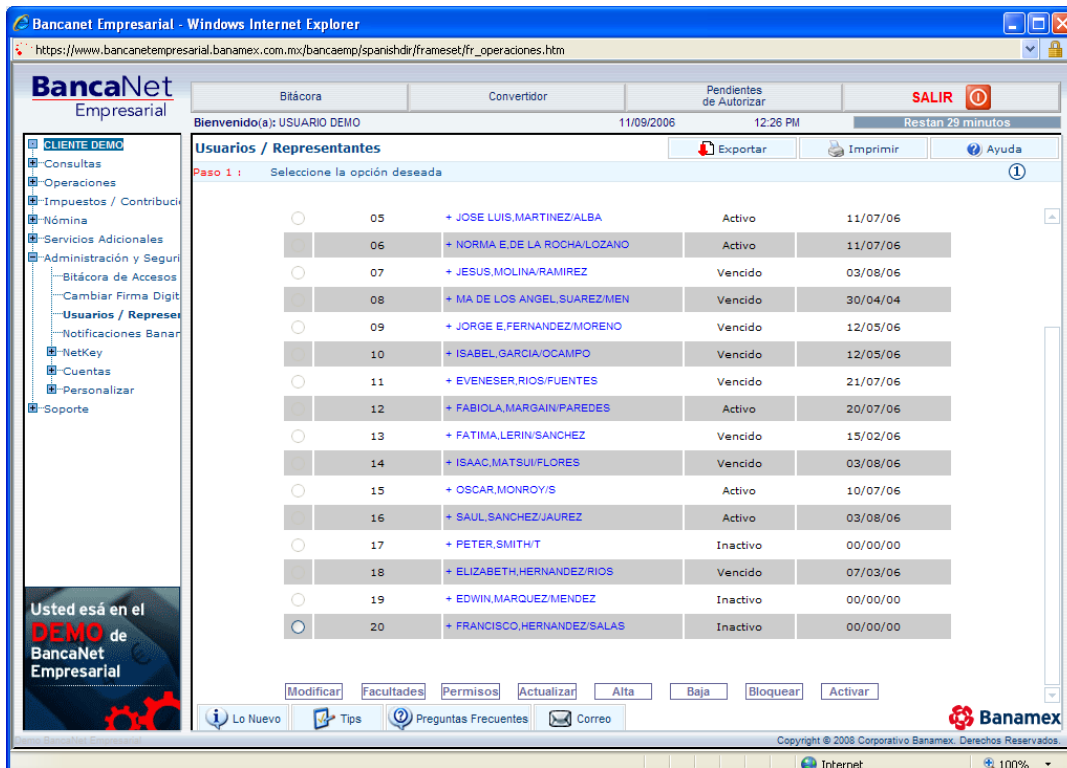 Bancanet Empresarial - Windows Internet Explorer
https://www.bancanetempresarial.banamex.com.mx/bancaemp/spanishdir/frameset/fr_operaciones.htm
BancaNet
Empresarial
Bitácora
Convertidor
Pendientes
de Autorizar
SALIR
Bienvenido(a): USUARIO DEMO 11/09/2006 12:26 PM Restan 29 minutos
CLIENTE DEMO
Consultas
Operaciones
Impuestos / Contribuci
Nómina
Servicios Adicionales
Administración y Seguri
Bitácora de Accesos
Cambiar Firma Digit
Usuarios / Represen
Notificaciones Banar
NetKey
Cuentas
Personalizar
Soporte
Usuarios / Representantes
Exportar
Imprimir
Ayuda
Paso 1 : Seleccione la opción deseada 1
05 + JOSE LUIS,MARTINEZ/ALBA Activo 11/07/06
06 + NORMA E,DE LA ROCHA/LOZANO Activo 11/07/06
07 + JESUS,MOLINA/RAMIREZ Vencido 03/08/06
08 + MA DE LOS ANGEL,SUAREZ/MEN Vencido 30/04/04
09 + JORGE E,FERNANDEZ/MORENO Vencido 12/05/06
10 + ISABEL,GARCIA/OCAMPO Vencido 12/05/06
11 + EVENESER,RIOS/FUENTES Vencido 21/07/06
12 + FABIOLA,MARGAIN/PAREDES Activo 20/07/06
13 + FATIMA,LERIN/SANCHEZ Vencido 15/02/06
14 + ISAAC,MATSUI/FLORES Vencido 03/08/06
15 + OSCAR,MONROY/S Activo 10/07/06
16 + SAUL,SANCHEZ/JAUREZ Activo 03/08/06
17 + PETER,SMITH/T Inactivo 00/00/00
18 + ELIZABETH,HERNANDEZ/RIOS Vencido 07/03/06
19 + EDWIN,MARQUEZ/MENDEZ Inactivo 00/00/00
20 + FRANCISCO,HERNANDEZ/SALAS Inactivo 00/00/00
Modificar Facultades Permisos Actualizar Alta Baja Bloquear Activar
Usted esá en el
DEMO de
BancaNet
Empresarial
Lo Nuevo
Tips
Preguntas Frecuentes
Correo
Banamex
Demo BancaNet Empresarial
Copyright © 2008 Corporativo Banamex. Derechos Reservados.
Internet
100%